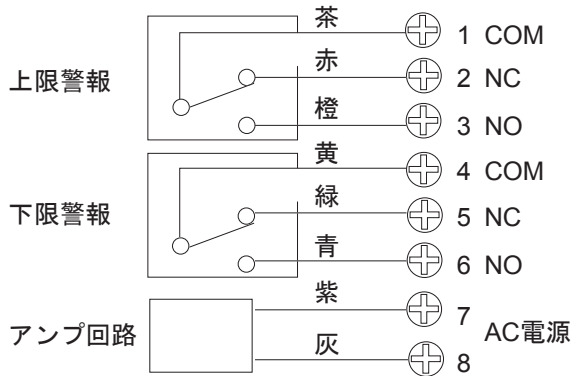 茶
1 COM
赤
上限警報
2 NC
橙
3 NO
黄
4 COM
緑
下限警報
5 NC
青
6 NO
紫
7
アンプ回路
AC電源
灰
8